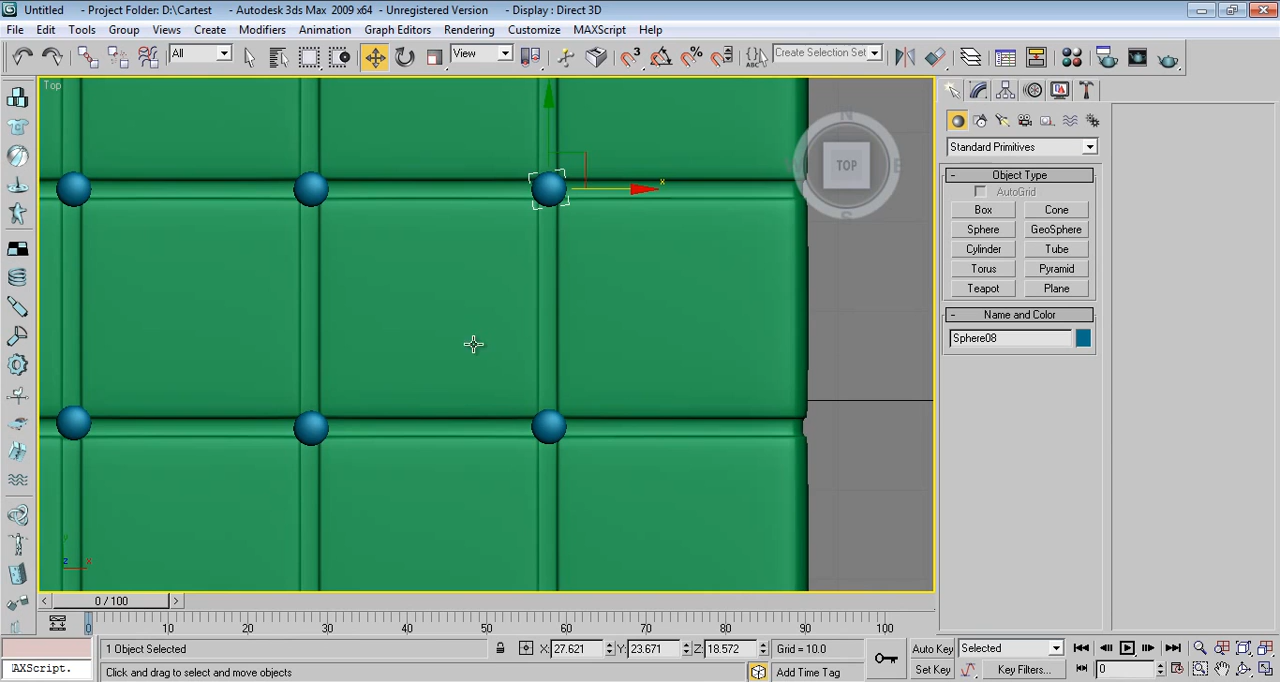 Untitled - Project Folder: D:\Cartest - Autodesk 3ds Max 2009 x64 - Unregistered Version - Display : Direct 3D
File Edit Tools Group Views Create Modifiers Animation Graph Editors Rendering Customize MAXScript Help
All View 3 % ABC Create Selection Set
Top
N
TOP
E
S
x
Standard Primitives
- Object Type
AutoGrid
Box Cone
Sphere GeoSphere
Cylinder Tube
Torus Pyramid
Teapot Plane
- Name and Color
Sphere08
y
z x
< 0 / 100 >
0 10 20 30 40 50 60 70 80 90 100
1 Object Selected X: 27.621 Y: 23.671 Z: 18.572 Grid = 10.0 Auto Key Selected
AXScript. Click and drag to select and move objects Add Time Tag Set Key Key Filters... 0